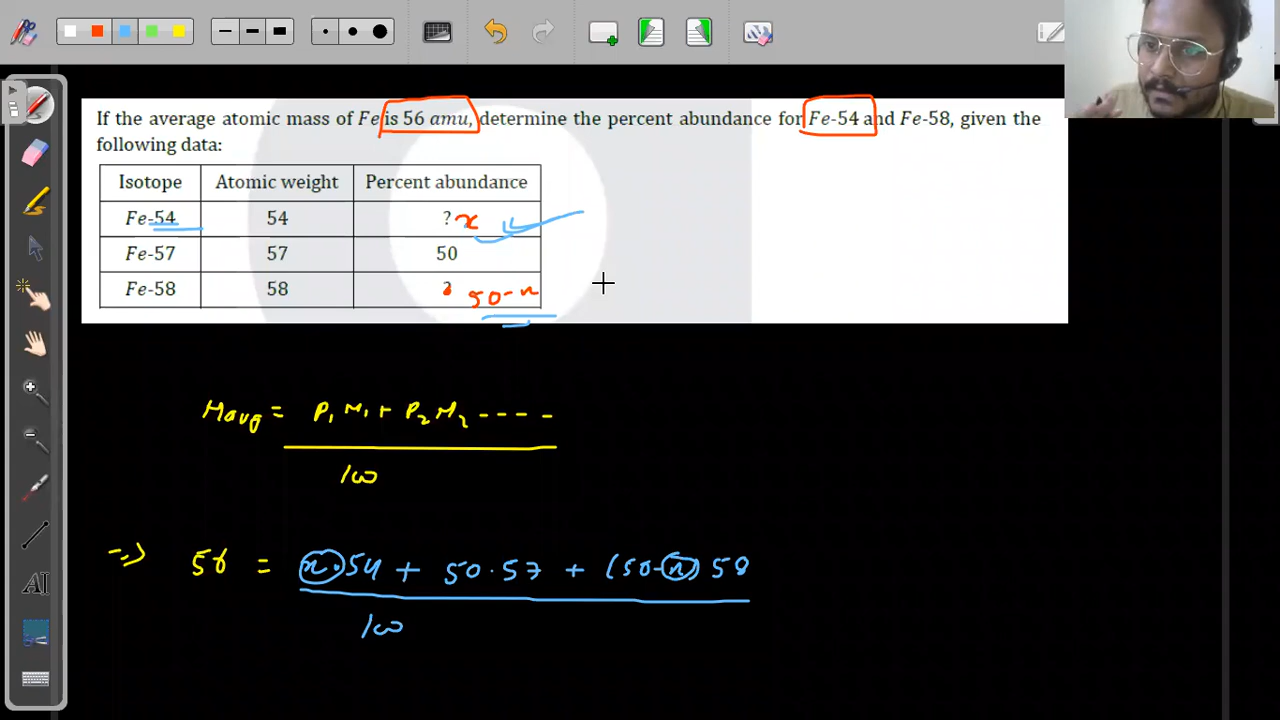 If the average atomic mass of Fe is 56 amu, determine the percent abundance for Fe-54 and Fe-58, given the
following data:
Isotope Atomic weight Percent abundance
Fe-54 54 ? x
Fe-57 57 50
Fe-58 58 ? 50-x
Mavg = P1M1 + P2M2 - - - -
100
=> 56 = x.54 + 50.57 + (50-x) 58
100